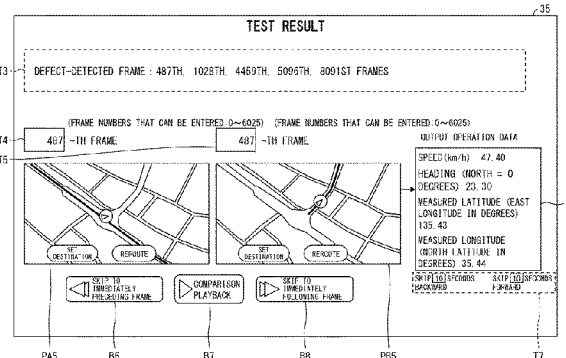 35
TEST RESULT
T3
DEFECT-DETECTED FRAME : 487TH, 1028TH, 4459TH, 5096TH, 8091ST FRAMES
(FRAME NUMBERS THAT CAN BE ENTERED:0~6025) (FRAME NUMBERS THAT CAN BE ENTERED:0~6025)
T4
487 -TH FRAME
487 -TH FRAME
OUTPUT OPERATION DATA
T5
SPEED(km/h) 47.40
HEADING (NORTH = 0
DEGREES) 23.30
MEASURED LATITUDE (EAST
LONGITUDE IN DEGREES)
135.43
MEASURED LONGITUDE
(NORTH LATITUDE IN
DEGREES) 35.44
SET
DESTINATION
REROUTE
SET
DESTINATION
REROUTE
SKIP TO
IMMEDIATELY
PRECEDING FRAME
COMPARISON
PLAYBACK
SKIP TO
IMMEDIATELY
FOLLOWING FRAME
SKIP 10 SECONDS
BACKWARD
SKIP 10 SECONDS
FORWARD
PA5
B6
B7
B8
PB5
T7